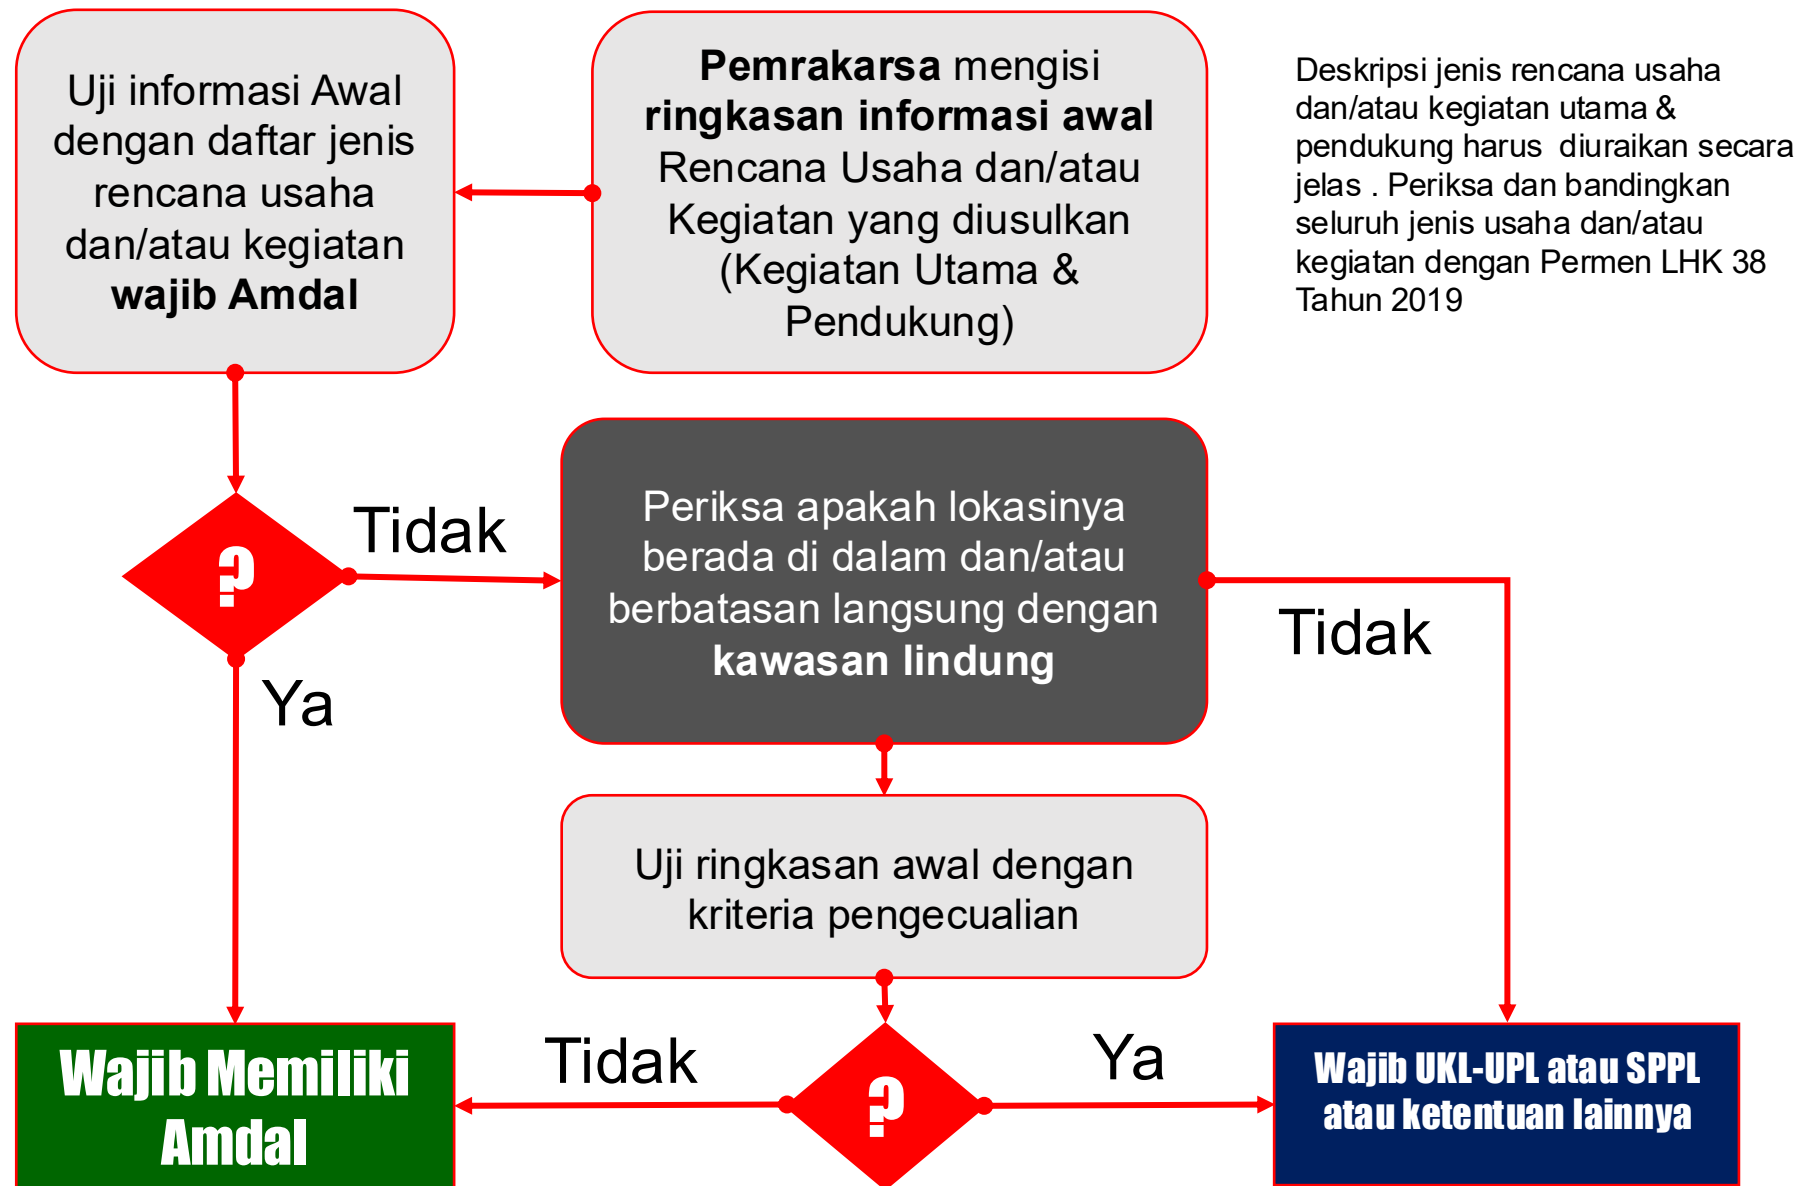 Uji informasi Awal
dengan daftar jenis
rencana usaha
dan/atau kegiatan
wajib Amdal
Pemrakarsa mengisi
ringkasan informasi awal
Rencana Usaha dan/atau
Kegiatan yang diusulkan
(Kegiatan Utama &
Pendukung)
Deskripsi jenis rencana usaha
dan/atau kegiatan utama &
pendukung harus diuraikan secara
jelas . Periksa dan bandingkan
seluruh jenis usaha dan/atau
kegiatan dengan Permen LHK 38
Tahun 2019
?
Tidak
Ya
Periksa apakah lokasinya
berada di dalam dan/atau
berbatasan langsung dengan
kawasan lindung
Tidak
Uji ringkasan awal dengan
kriteria pengecualian
Wajib Memiliki
Amdal
Tidak
?
Ya
Wajib UKL-UPL atau SPPL
atau ketentuan lainnya